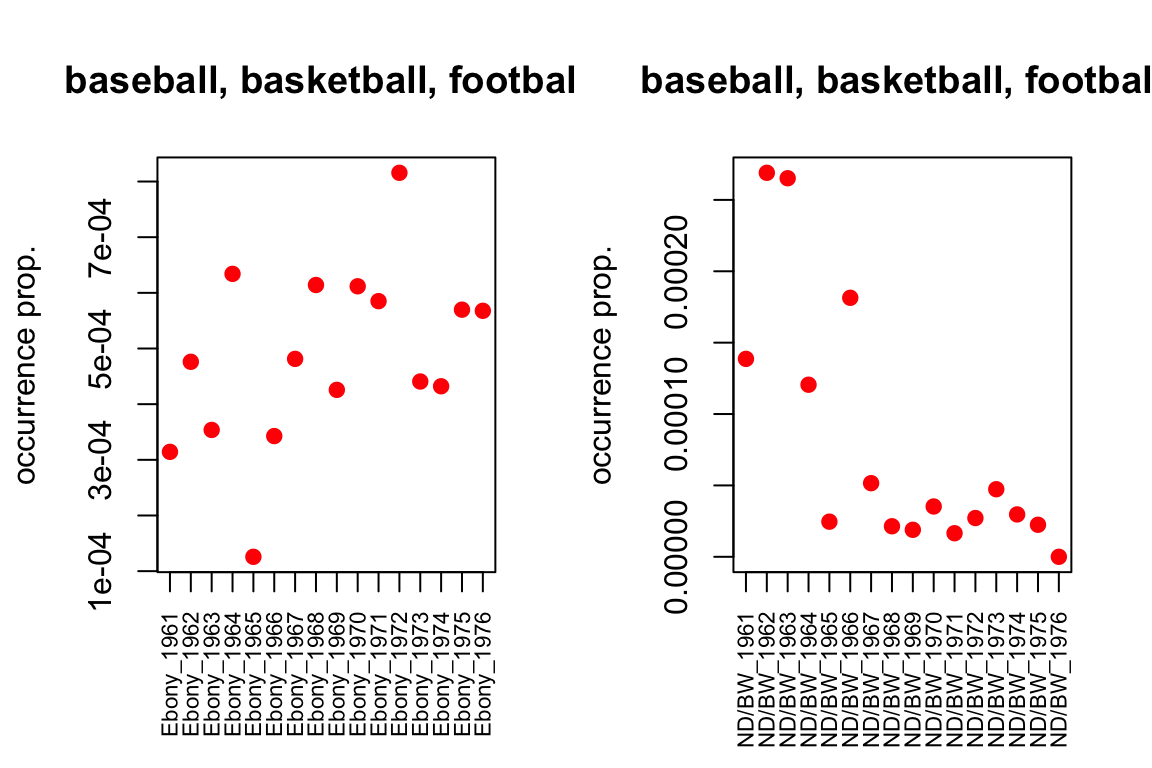 baseball, basketball, footbal
occurrence prop.
7e-04
5e-04
3e-04
1e-04
Ebony_1961
Ebony_1962
Ebony_1963
Ebony_1964
Ebony_1965
Ebony_1966
Ebony_1967
Ebony_1968
Ebony_1969
Ebony_1970
Ebony_1971
Ebony_1972
Ebony_1973
Ebony_1974
Ebony_1975
Ebony_1976
baseball, basketball, footbal
occurrence prop.
0.00020
0.00010
0.00000
ND/BW_1961
ND/BW_1962
ND/BW_1963
ND/BW_1964
ND/BW_1965
ND/BW_1966
ND/BW_1967
ND/BW_1968
ND/BW_1969
ND/BW_1970
ND/BW_1971
ND/BW_1972
ND/BW_1973
ND/BW_1974
ND/BW_1975
ND/BW_1976